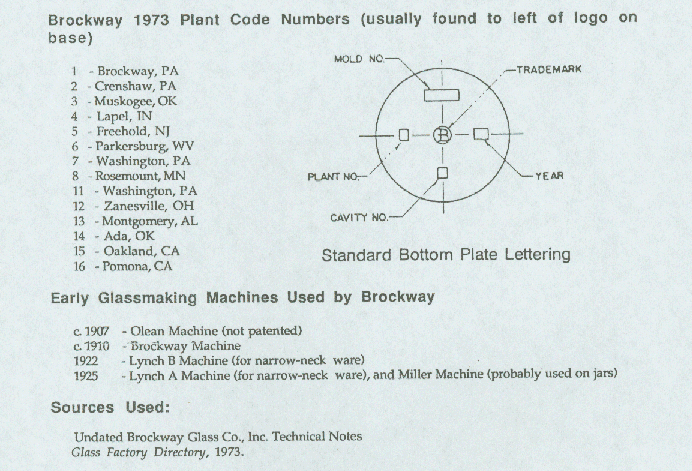 Brockway 1973 Plant Code Numbers (usually found to left of logo on
base)
1 - Brockway, PA
2 - Crenshaw, PA
3 - Muskogee, OK
4 - Lapel, IN
5 - Freehold, NJ
6 - Parkersburg, WV
7 - Washington, PA
8 - Rosemount, MN
11 - Washington, PA
12 - Zanesville, OH
13 - Montgomery, AL
14 - Ada, OK
15 - Oakland, CA
16 - Pomona, CA
MOLD NO.
TRADEMARK
B
PLANT NO.
YEAR
CAVITY NO.
Standard Bottom Plate Lettering
Early Glassmaking Machines Used by Brockway
c. 1907 - Olean Machine (not patented)
c. 1910 - Brockway Machine
1922 - Lynch B Machine (for narrow-neck ware)
1925 - Lynch A Machine (for narrow-neck ware), and Miller Machine (probably used on jars)
Sources Used:
Undated Brockway Glass Co., Inc. Technical Notes
Glass Factory Directory, 1973.